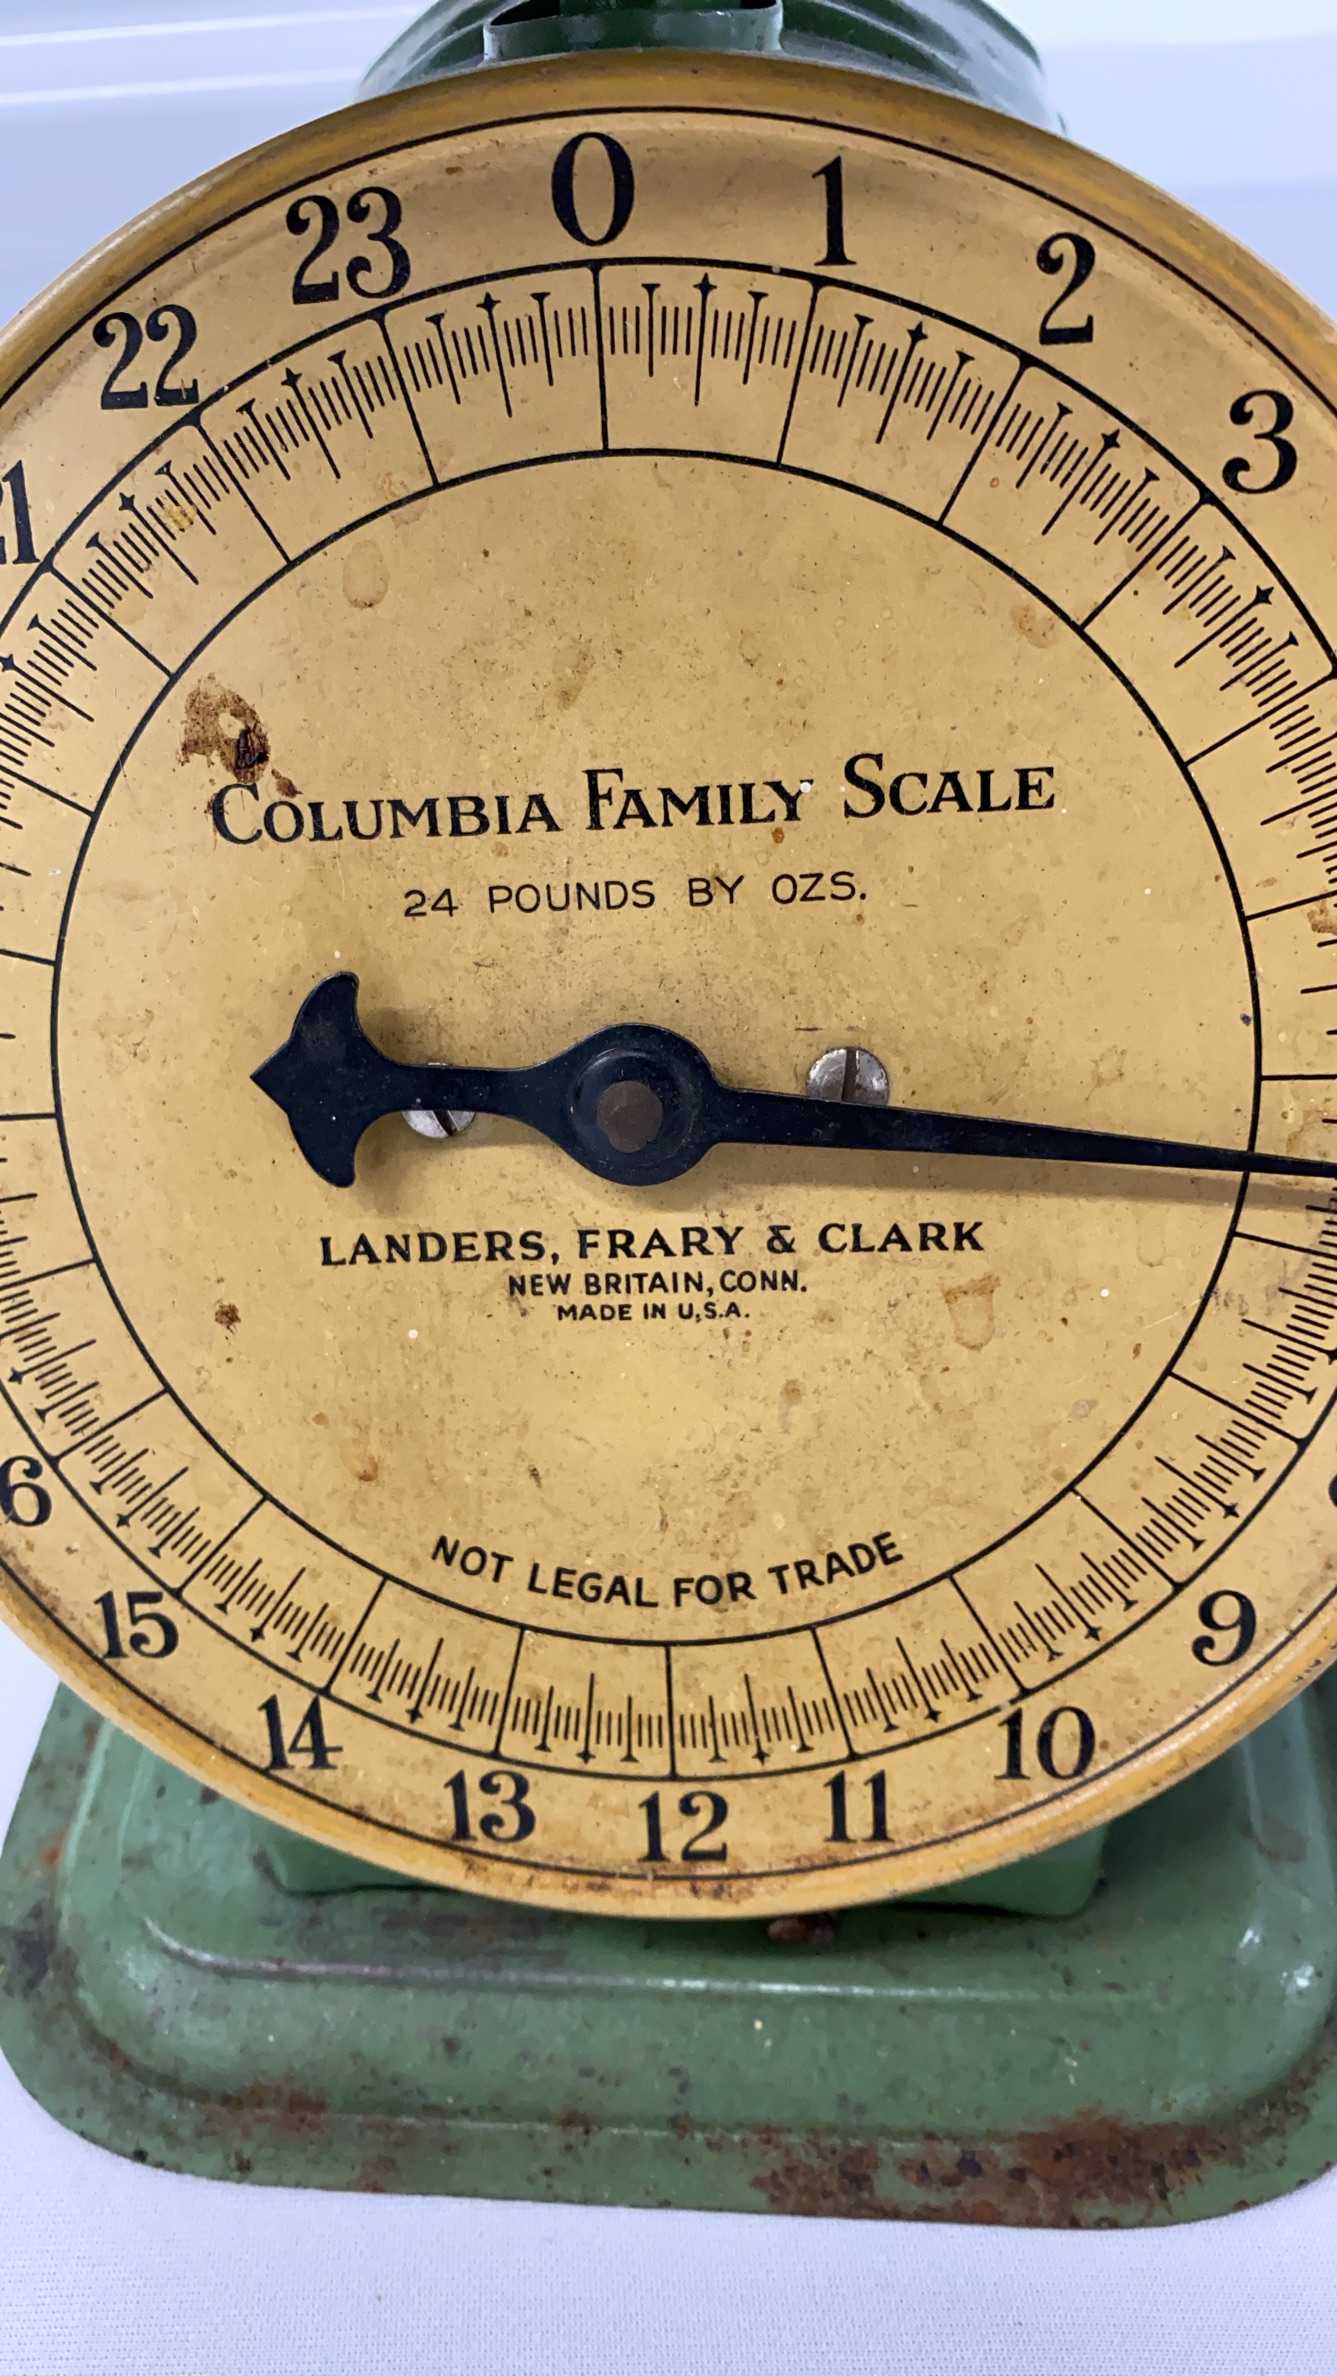 0
1
2
3
23
22
21
COLUMBIA FAMILY SCALE
24 POUNDS BY OZS.
LANDERS, FRARY & CLARK
NEW BRITAIN, CONN.
MADE IN U.S.A.
NOT LEGAL FOR TRADE
9
10
11
12
13
14
15
6